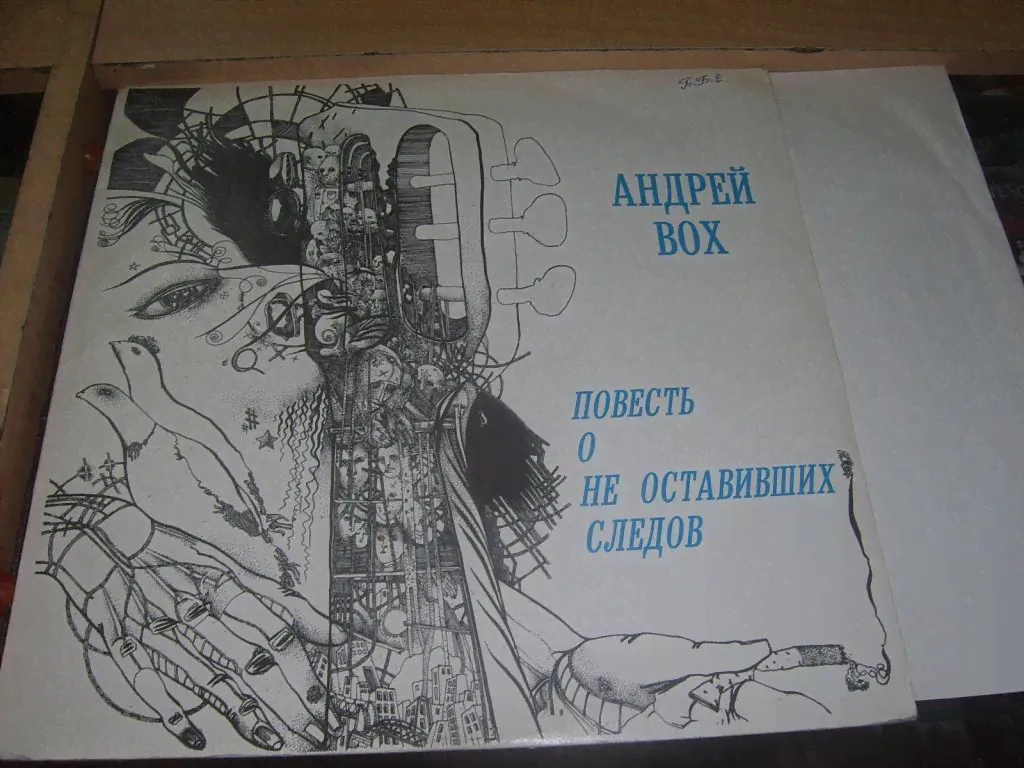 АНДРЕЙ
ВОХ
ПОВЕСТЬ
О
НЕ ОСТАВИВШИХ
СЛЕДОВ